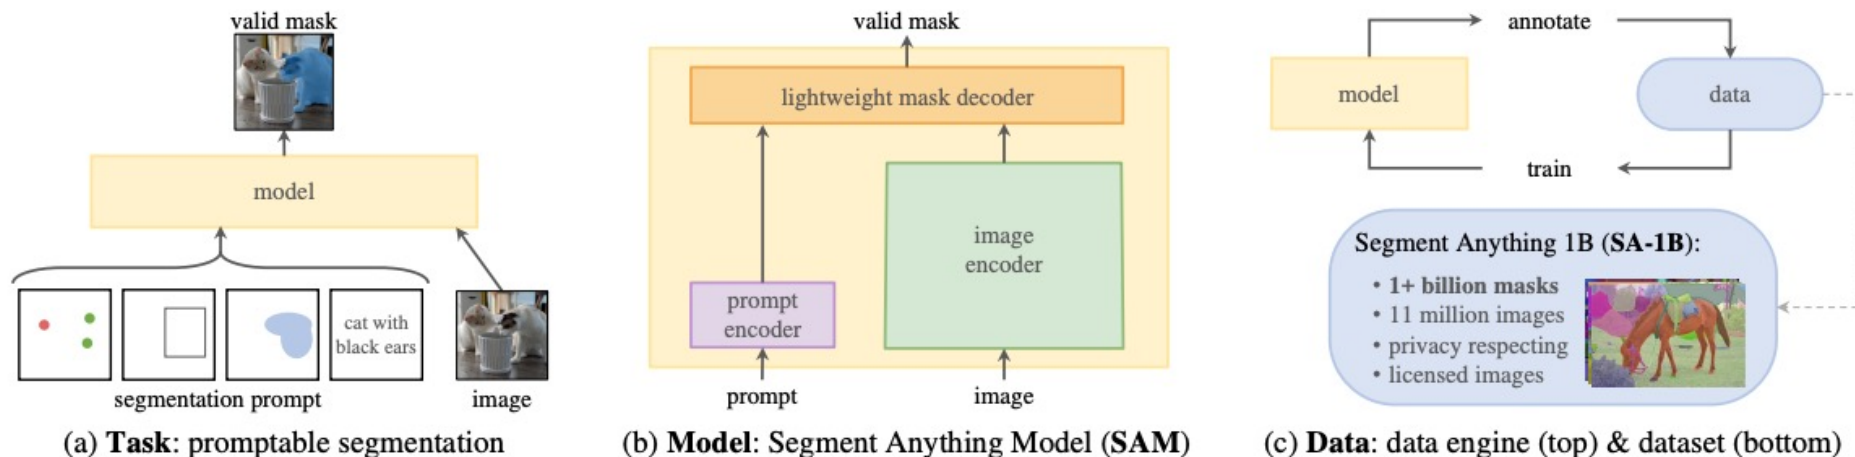 valid mask
model
cat with
black ears
segmentation prompt
image
(a) Task: promptable segmentation
valid mask
lightweight mask decoder
image
encoder
prompt
encoder
prompt
image
(b) Model: Segment Anything Model (SAM)
annotate
model
data
train
Segment Anything 1B (SA-1B):
• 1+ billion masks
• 11 million images
• privacy respecting
• licensed images
(c) Data: data engine (top) & dataset (bottom)